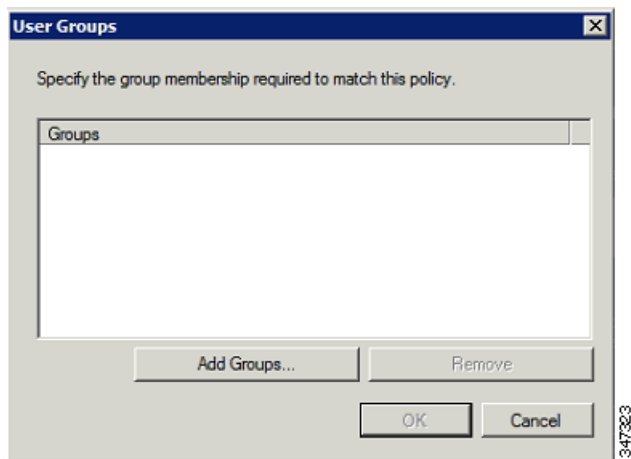 User Groups
Specify the group membership required to match this policy.
Groups
Add Groups...
Remove
OK
Cancel
347323